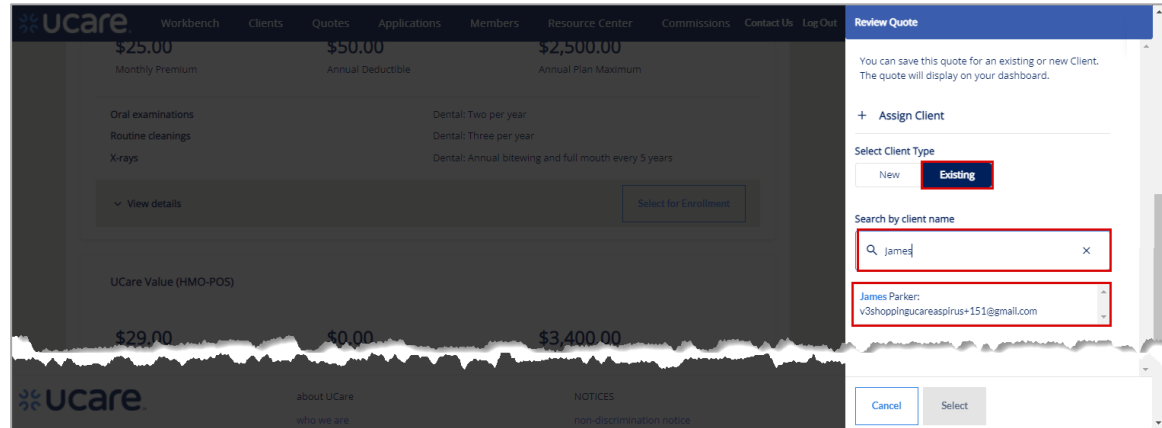 ucare
Workbench Clients Quotes Applications Members Resource Center Commissions Contact Us Log Out
$25.00 $50.00 $2,500.00
Monthly Premium Annual Deductible Annual Plan Maximum
Oral examinations Dental: Two per year
Routine cleanings Dental: Three per year
X-rays Dental: Annual bitewing and full mouth every 5 years
View details Select for Enrollment
UCare Value (HMO-POS)
$29.00 $0.00 $3,400.00
ucare
about UCare NOTICES
who we are non-discrimination notice
Review Quote
You can save this quote for an existing or new Client.
The quote will display on your dashboard.
+ Assign Client
Select Client Type
New Existing
Search by client name
James
James Parker:
v3shoppingucareaspirus+151@gmail.com
Cancel Select